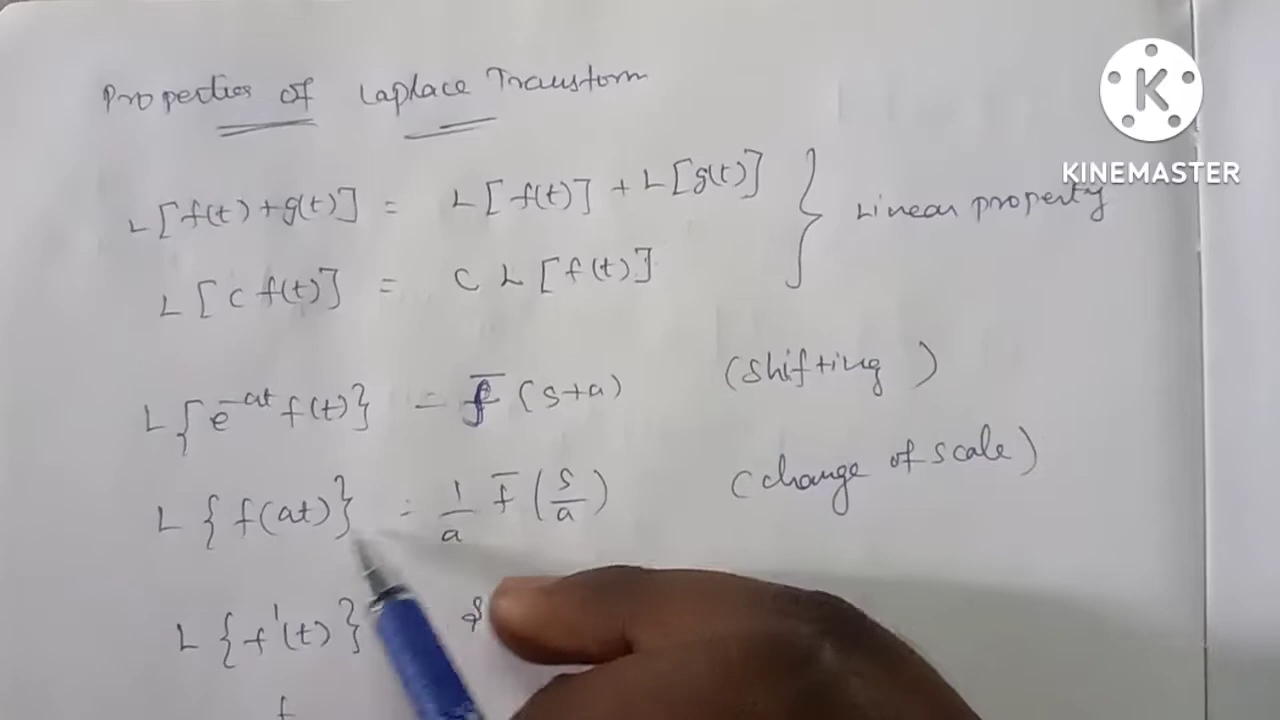 Properties of Laplace Transform
L[f(t)+g(t)] = L[f(t)] + L[g(t)]
L[c f(t)] = C L[f(t)]
Linear property
L{e^-at f(t)} = f̅(s+a) (shifting)
L{f(at)} = 1/a f̅(s/a) (change of scale)
L{f'(t)}
K
KINEMASTER